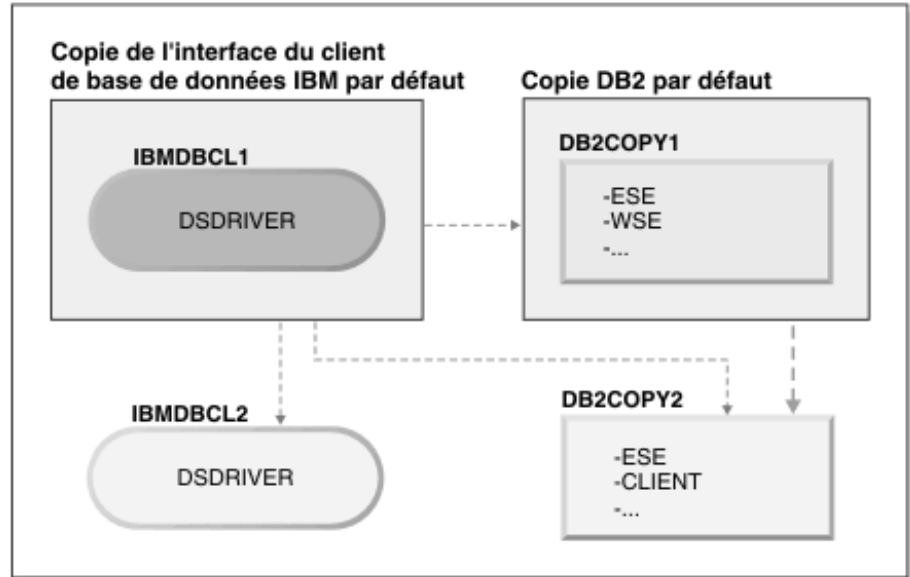 Copie de l'interface du client
de base de données IBM par défaut
IBMDBCL1
DSDRIVER
Copie DB2 par défaut
DB2COPY1
-ESE
-WSE
-...
IBMDBCL2
DSDRIVER
DB2COPY2
-ESE
-CLIENT
-...